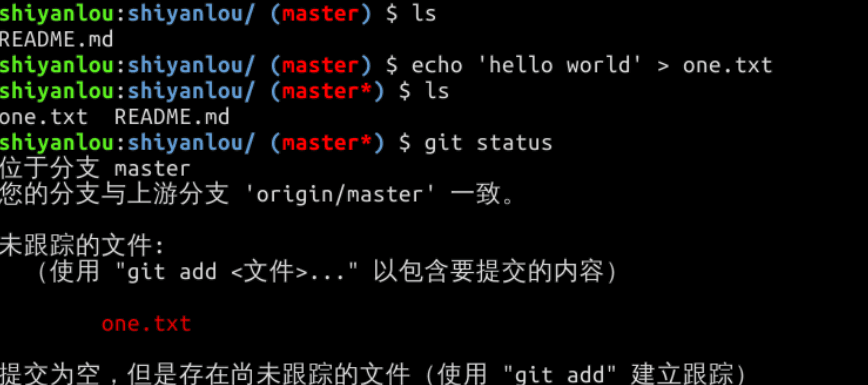 shiyanlou:shiyanlou/ (master) $ ls
README.md
shiyanlou:shiyanlou/ (master) $ echo 'hello world' > one.txt
shiyanlou:shiyanlou/ (master*) $ ls
one.txt  README.md
shiyanlou:shiyanlou/ (master*) $ git status
位于分支 master
您的分支与上游分支 'origin/master' 一致。
未跟踪的文件:
（使用 "git add <文件>..." 以包含要提交的内容）
one.txt
提交为空，但是存在尚未跟踪的文件（使用 "git add" 建立跟踪）